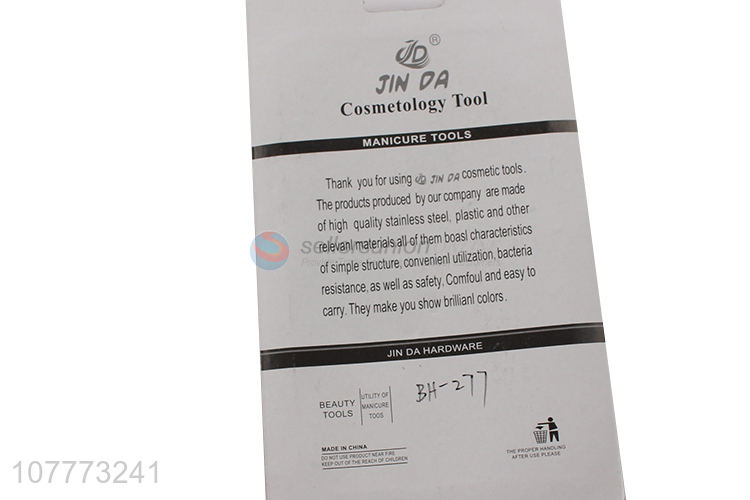 JD®
JIN DA
Cosmetology Tool
MANICURE TOOLS
Thank you for using JD JIN DA cosmetic tools.
The products produced by our company are made
of high quality stainless steel, plastic and other
relevanl materials all of them boasl characteristics
of simple structure, convenienl utilization, bacteria
resistance, as well as safety. Comfoul and easy to
carry. They make you show brillianl colors.
sellersunion
JIN DA HARDWARE
BEAUTY
TOOLS
UTILITY OF
MANICURE
TOOS
BH-277
MADE IN CHINA
DO NOT USE PRODUCT NEAR FIRE
KEEP OUT OF THE REACH OF CHILDREN
THE PROPER HANDLING
AFTER USE PLEASE
107773241